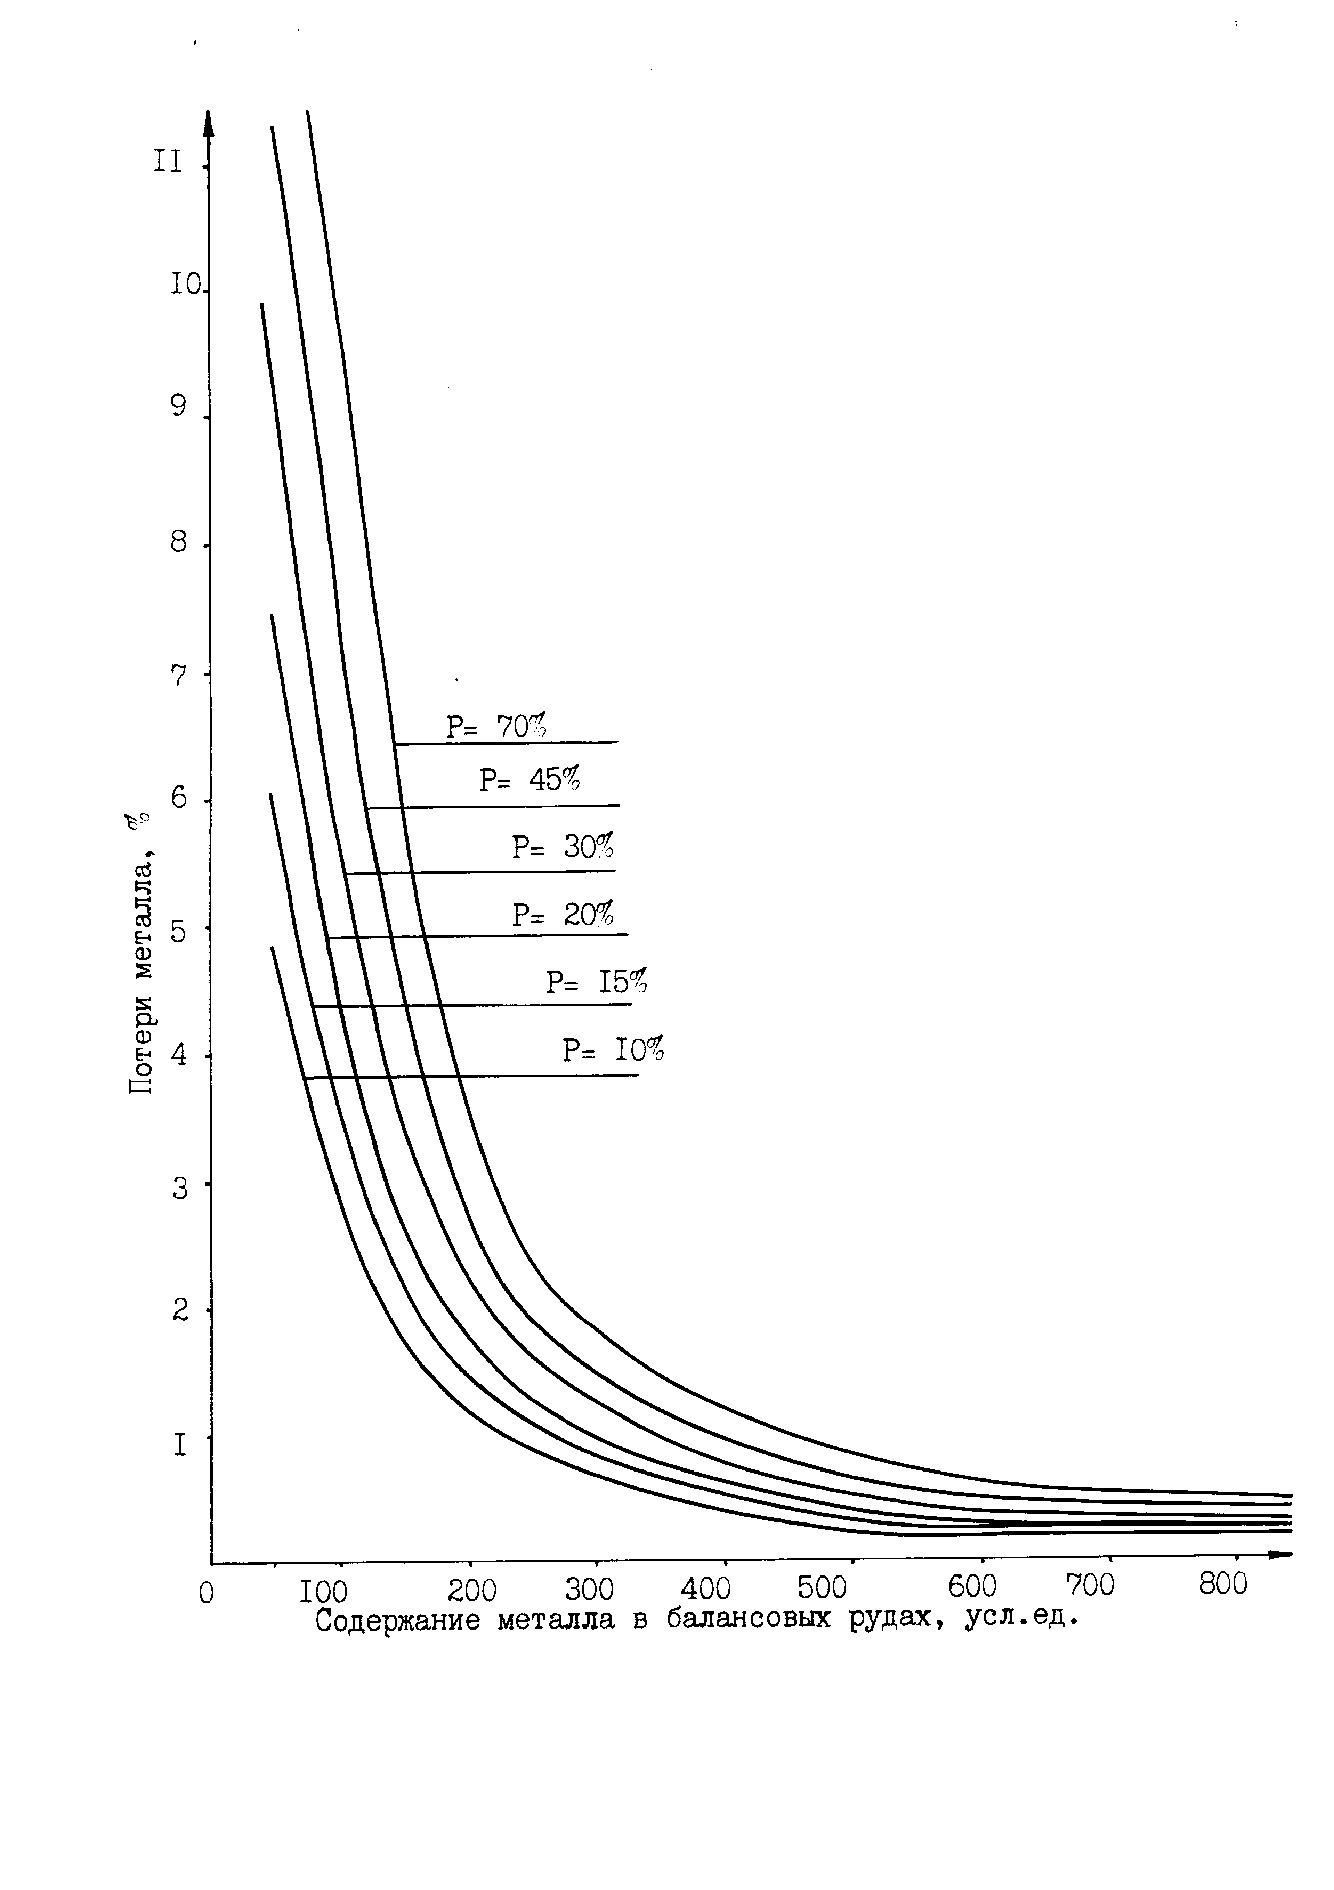 II
10
9
8
7
6
5
4
3
2
I
Потери металла, %
P= 70%
P= 45%
P= 30%
P= 20%
P= I5%
P= I0%
0 I00 200 300 400 500 600 700 800
Содержание металла в балансовых рудах, усл.ед.